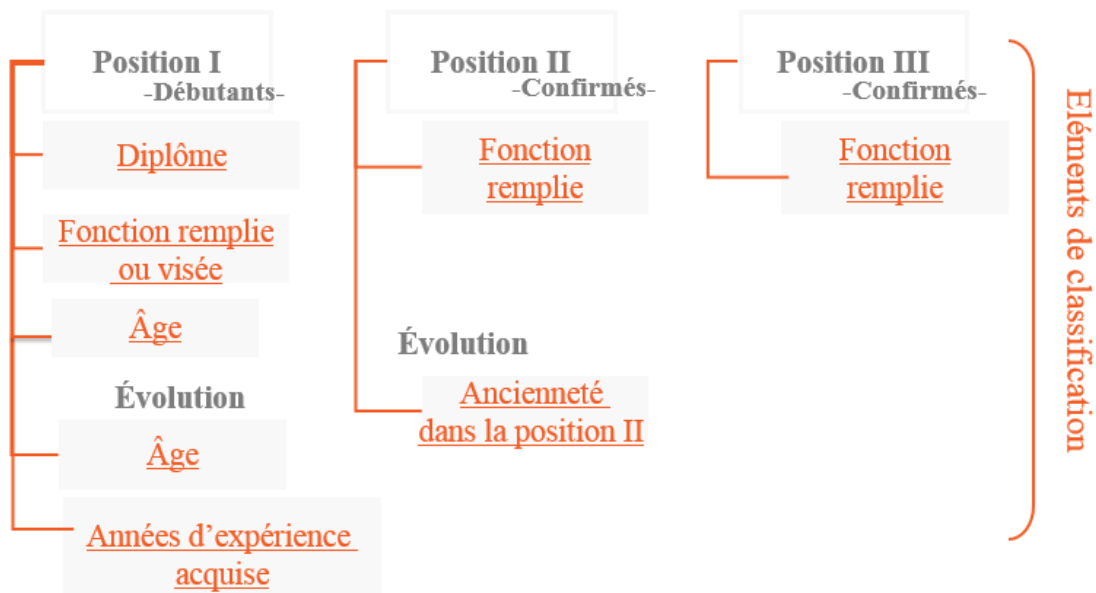 Position I
-Débutants-
Diplôme
Fonction remplie
ou visée
Âge
Évolution
Âge
Années d’expérience
acquise
Position II
-Confirmés-
Fonction
remplie
Évolution
Ancienneté
dans la position II
Position III
-Confirmés-
Fonction
remplie
Eléments de classification